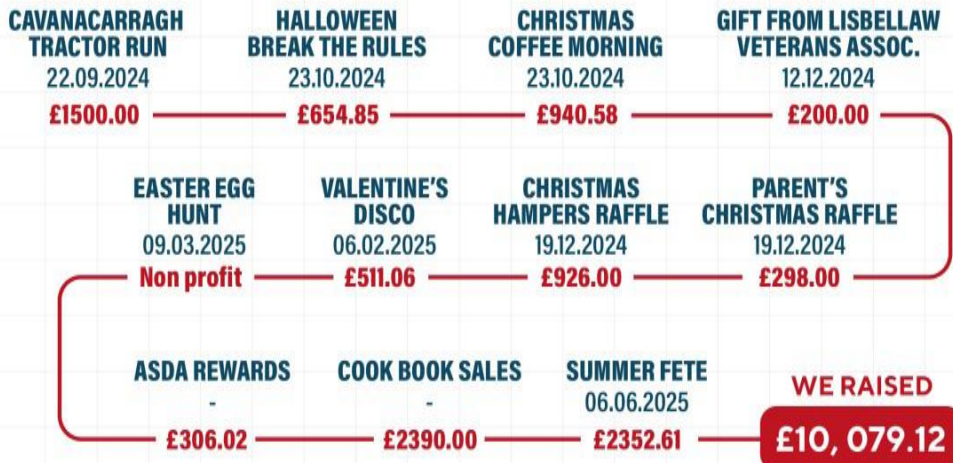 CAVANACARRAGH
TRACTOR RUN
22.09.2024
£1500.00
HALLOWEEN
BREAK THE RULES
23.10.2024
£654.85
CHRISTMAS
COFFEE MORNING
23.10.2024
£940.58
GIFT FROM LISBELLAW
VETERANS ASSOC.
12.12.2024
£200.00
PARENT'S
CHRISTMAS RAFFLE
19.12.2024
£298.00
CHRISTMAS
HAMPERS RAFFLE
19.12.2024
£926.00
VALENTINE'S
DISCO
06.02.2025
£511.06
EASTER EGG
HUNT
09.03.2025
Non profit
ASDA REWARDS
-
£306.02
COOK BOOK SALES
-
£2390.00
SUMMER FETE
06.06.2025
£2352.61
WE RAISED
£10, 079.12